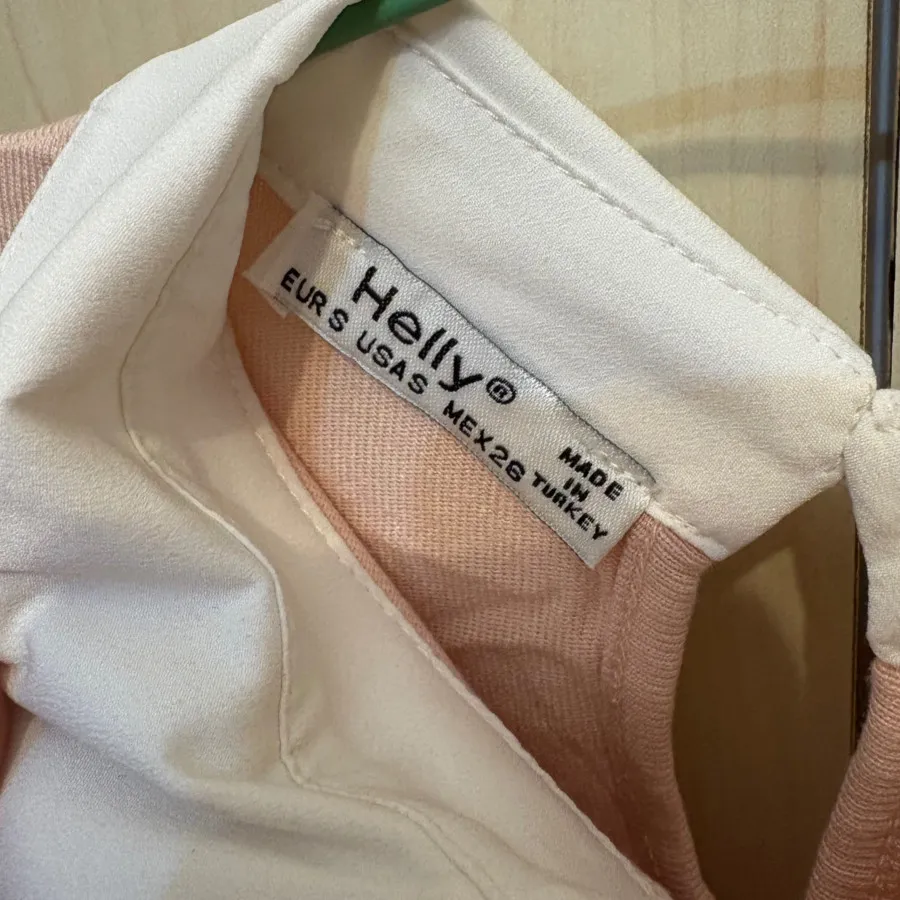 Helly®
EUR S USA S MEX 26
MADE
IN
TURKEY